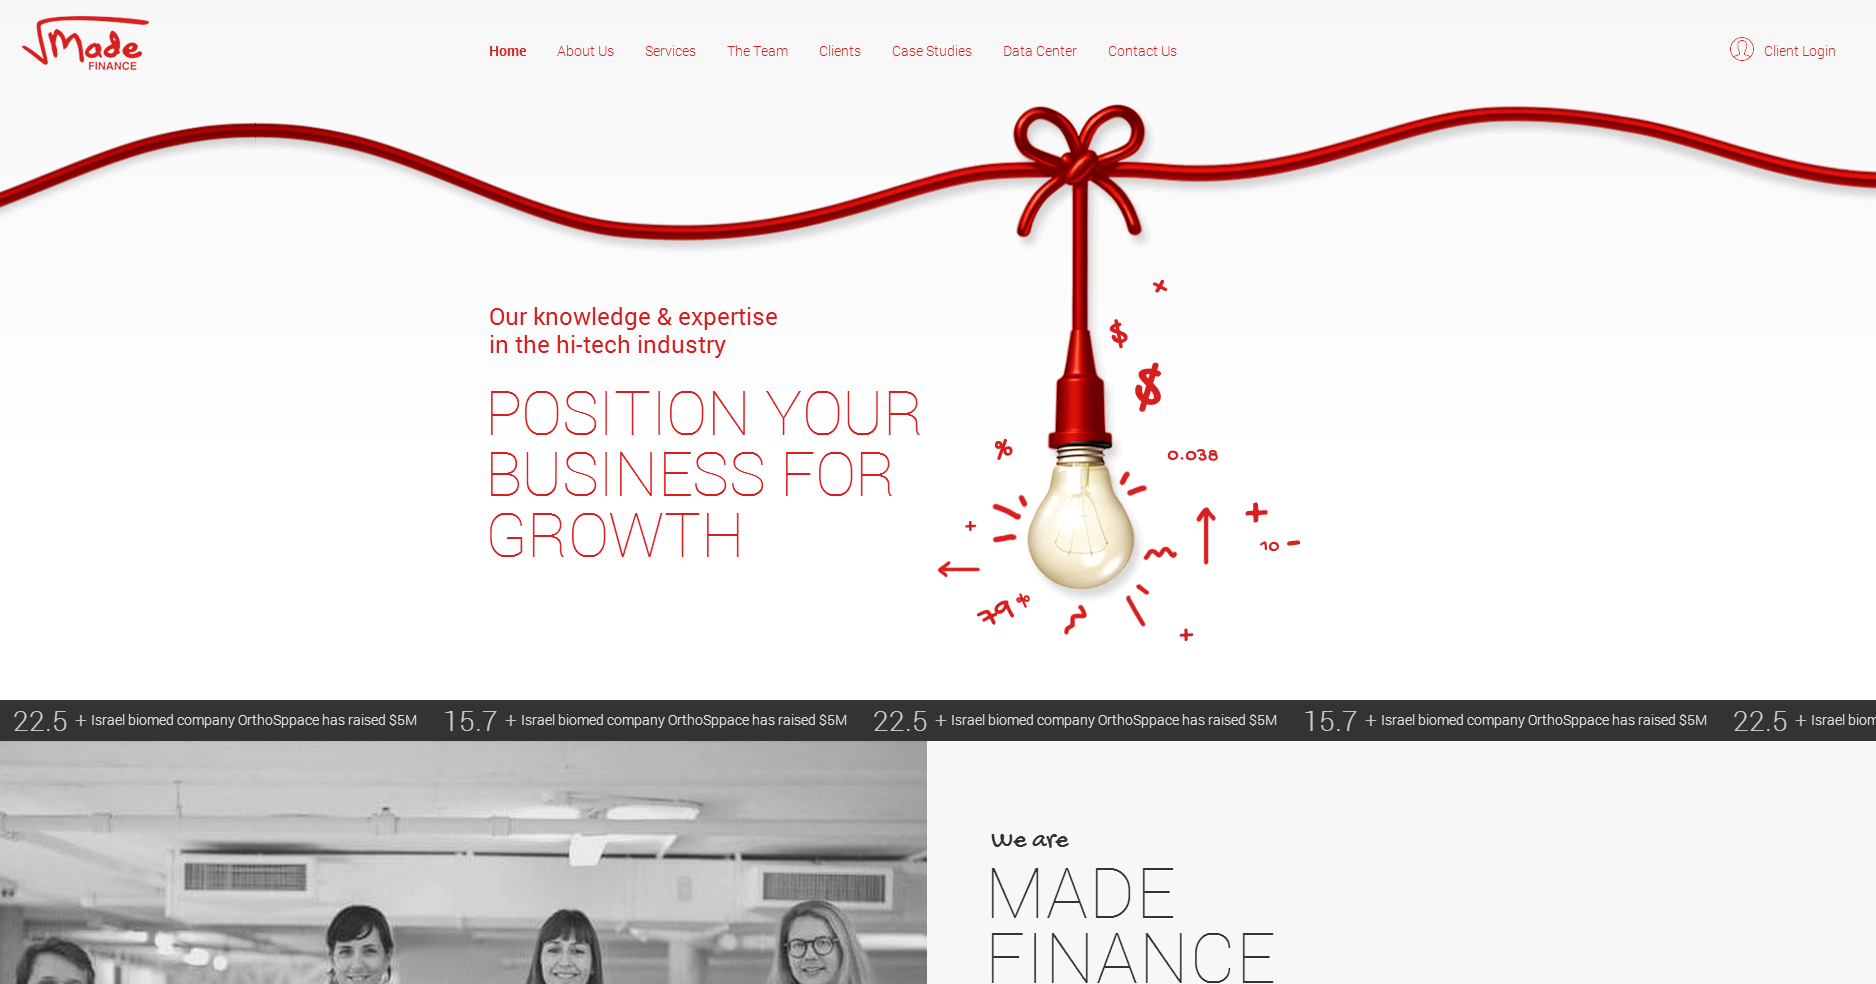 Made
FINANCE
Home About Us Services The Team Clients Case Studies Data Center Contact Us
Client Login
Our knowledge & expertise
in the hi-tech industry
POSITION YOUR
BUSINESS FOR
GROWTH
+
$
$
%
0.038
+
+
10 -
79%
+
22.5 + Israel biomed company OrthoSppace has raised $5M 15.7 + Israel biomed company OrthoSppace has raised $5M 22.5 + Israel biomed company OrthoSppace has raised $5M 15.7 + Israel biomed company OrthoSppace has raised $5M 22.5 + Israel biom
We are
MADE
FINANCE